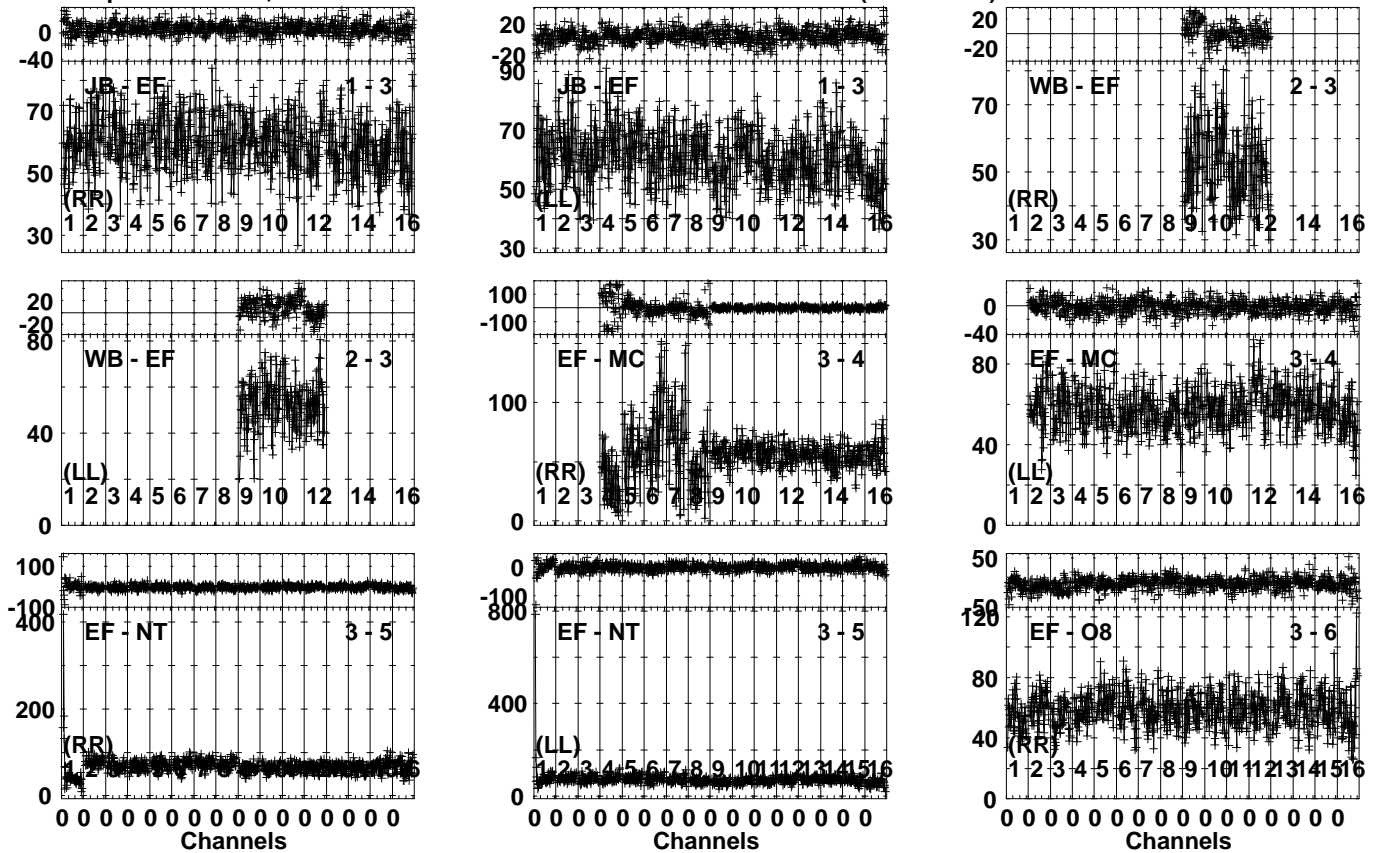 0
-40
JB - EF 1 - 3
70
50
(RR)
1 2 3 4 5 6 7 8 9 10 12 14 16
30
20
-20
90
JB - EF 1 - 3
70
50
(LL)
1 2 3 4 5 6 7 8 9 10 12 14 16
30
20
-20
WB - EF 2 - 3
70
50
(RR)
1 2 3 4 5 6 7 8 9 10 12 14 16
30
20
-20
80
WB - EF 2 - 3
40
(LL)
1 2 3 4 5 6 7 8 9 10 12 14 16
0
100
-100
EF - MC 3 - 4
100
(RR)
1 2 3 4 5 6 7 8 9 10 12 14 16
0
0
-40
80
EF - MC 3 - 4
40
(LL)
1 2 3 4 5 6 7 8 9 10 12 14 16
0
100
-100
400
EF - NT 3 - 5
200
(RR)
0
0 0 0 0 0 0 0 0 0 0 0 0 0 0 0 0
Channels
0
-100
800
EF - NT 3 - 5
400
(LL)
1 2 3 4 5 6 7 8 9 10 11 12 13 14 15 16
0
0 0 0 0 0 0 0 0 0 0 0 0 0 0 0 0
Channels
50
-50
120
EF - O8 3 - 6
80
40
(RR)
1 2 3 4 5 6 7 8 9 10 11 12 13 14 15 16
0
0 0 0 0 0 0 0 0 0 0 0 0 0 0 0 0
Channels